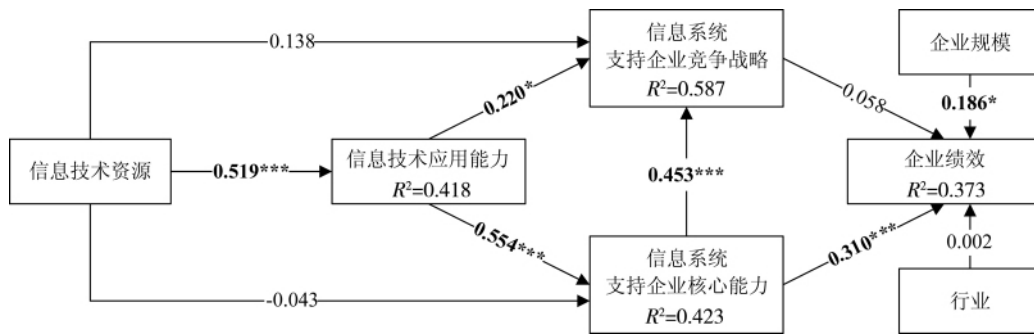 信息技术资源
0.138
0.519***
-0.043
信息技术应用能力
R²=0.418
0.220*
0.554***
信息系统
支持企业竞争战略
R²=0.587
0.453***
信息系统
支持企业核心能力
R²=0.423
0.058
0.310***
企业规模
0.186*
企业绩效
R²=0.373
0.002
行业